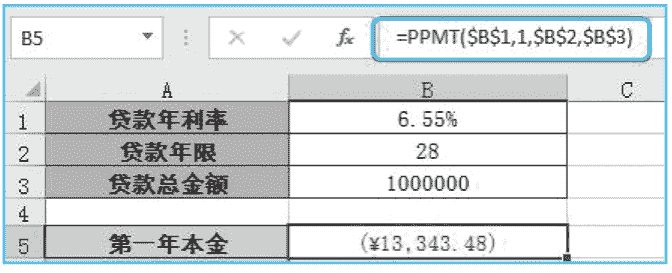 B5 fx =PPMT($B$1,1,$B$2,$B$3)
A B C
1 贷款年利率 6.55%
2 贷款年限 28
3 贷款总金额 1000000
4
5 第一年本金 (¥13,343.48)